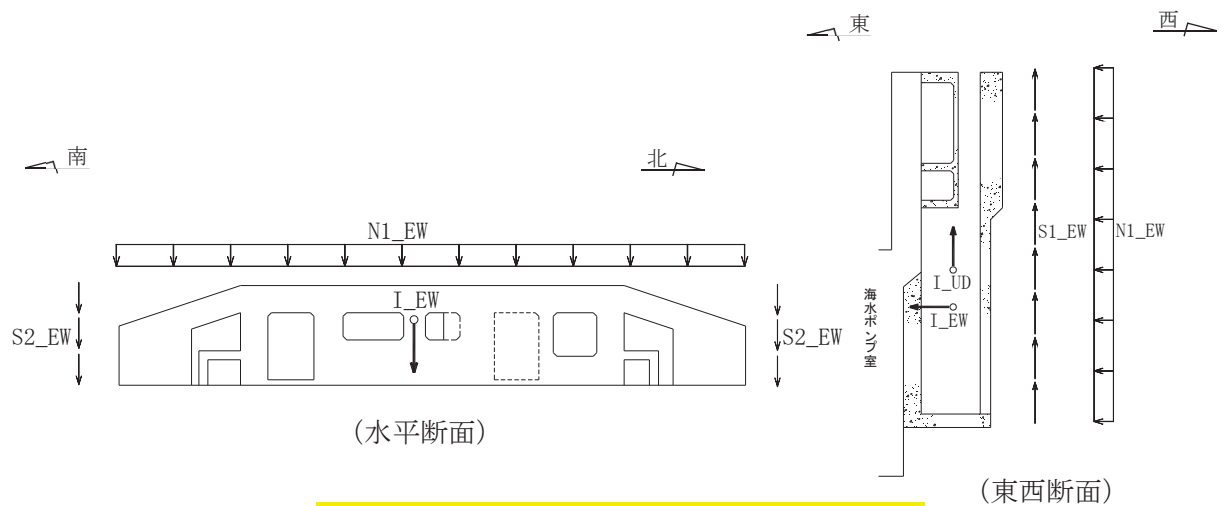 東
西
南
北
N1_EW
I_EW
S2_EW
S2_EW
(水平断面)
S1_EW
N1_EW
I_UD
I_EW
海水ポンプ室
(東西断面)